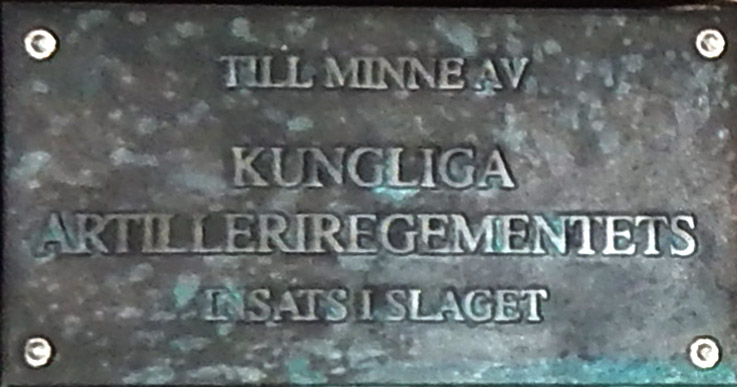 TILL MINNE AV
KUNGLIGA
ARTILLERIREGEMENTETS
INSATS I SLAGET